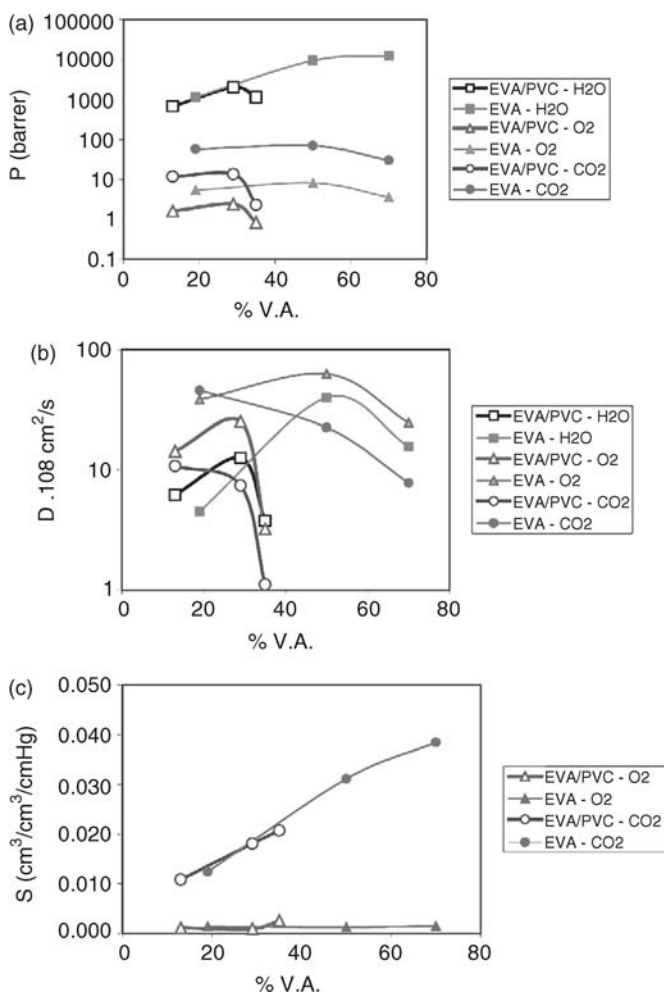 (a)
100000
10000
1000
100
10
1
0.1
P (barrer)
0
20
40
60
80
% V.A.
EVA/PVC - H2O
EVA - H2O
EVA/PVC - O2
EVA - O2
EVA/PVC - CO2
EVA - CO2
(b)
100
10
1
D .108 cm²/s
0
20
40
60
80
% V.A.
EVA/PVC - H2O
EVA - H2O
EVA/PVC - O2
EVA - O2
EVA/PVC - CO2
EVA - CO2
(c)
0.050
0.040
0.030
0.020
0.010
0.000
S (cm³/cm³/cmHg)
0
20
40
60
80
% V.A.
EVA/PVC - O2
EVA - O2
EVA/PVC - CO2
EVA - CO2